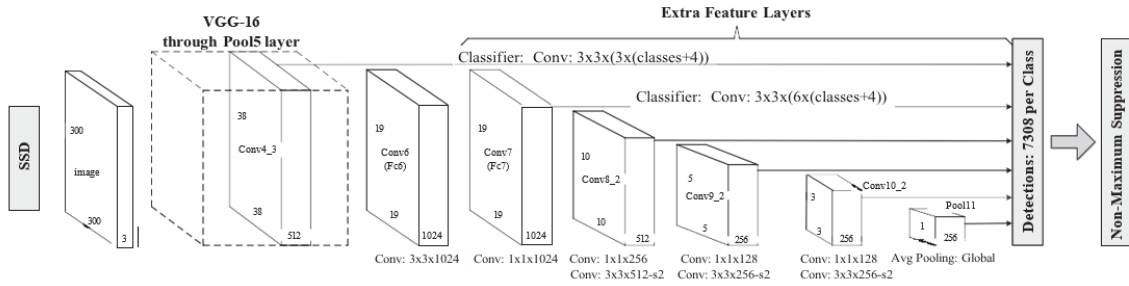 Extra Feature Layers
VGG-16
through Pool5 layer
Classifier: Conv: 3x3x(3x(classes+4))
Classifier: Conv: 3x3x(6x(classes+4))
SSD
300
image
300
3
38
Conv4_3
38
512
19
Conv6
(Fc6)
19
1024
Conv: 3x3x1024
19
Conv7
(Fc7)
19
1024
Conv: 1x1x1024
10
Conv8_2
10
512
Conv: 1x1x256
Conv: 3x3x512-s2
5
Conv9_2
5
256
Conv: 1x1x128
Conv: 3x3x256-s2
3
Conv10_2
3
256
Conv: 1x1x128
Conv: 3x3x256-s2
Pool11
1
256
Avg Pooling: Global
Detections: 7308 per Class
Non-Maximum Suppression